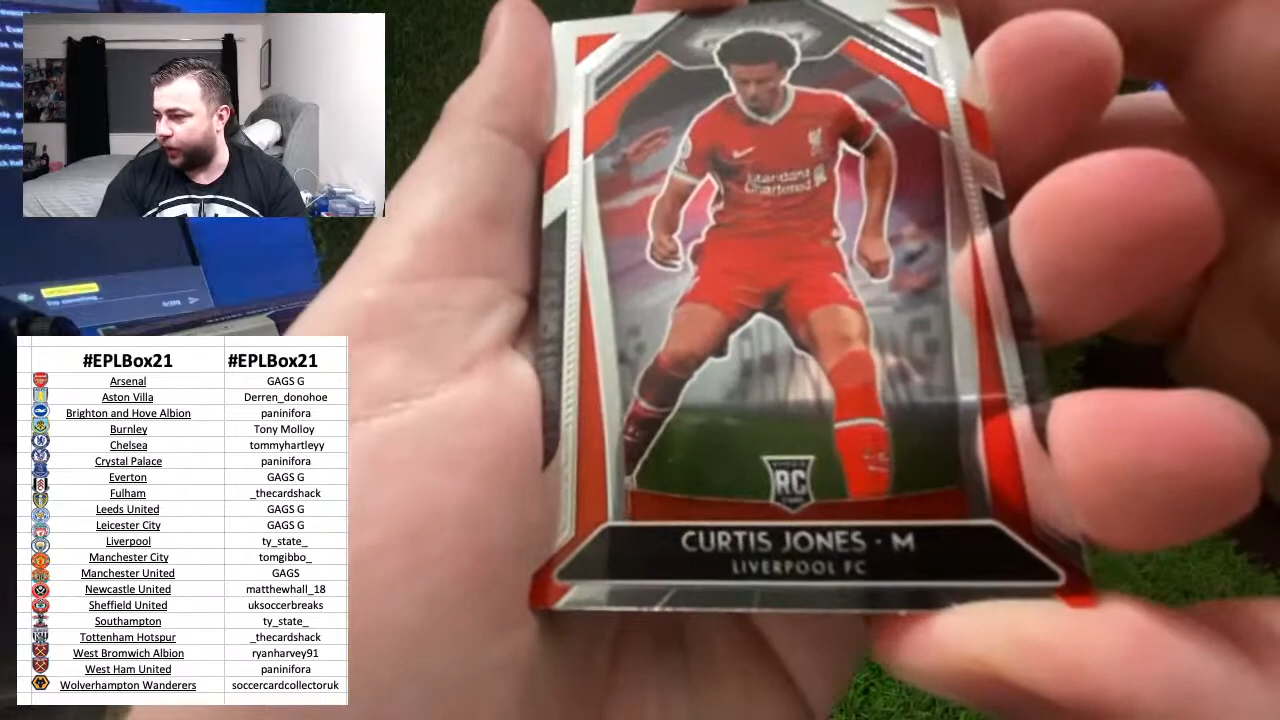 #EPLBox21 #EPLBox21
Arsenal GAGS G
Aston Villa Derren_donohoe
Brighton and Hove Albion paninifora
Burnley Tony Molloy
Chelsea tommyhartleyy
Crystal Palace paninifora
Everton GAGS G
Fulham _thecardshack
Leeds United GAGS G
Leicester City GAGS G
Liverpool ty_state_
Manchester City tomgibbo_
Manchester United GAGS
Newcastle United matthewhall_18
Sheffield United uksoccerbreaks
Southampton ty_state_
Tottenham Hotspur _thecardshack
West Bromwich Albion ryanharvey91
West Ham United paninifora
Wolverhampton Wanderers soccercardcollectoruk
Standard
Chartered
RC
CURTIS JONES · M
LIVERPOOL FC